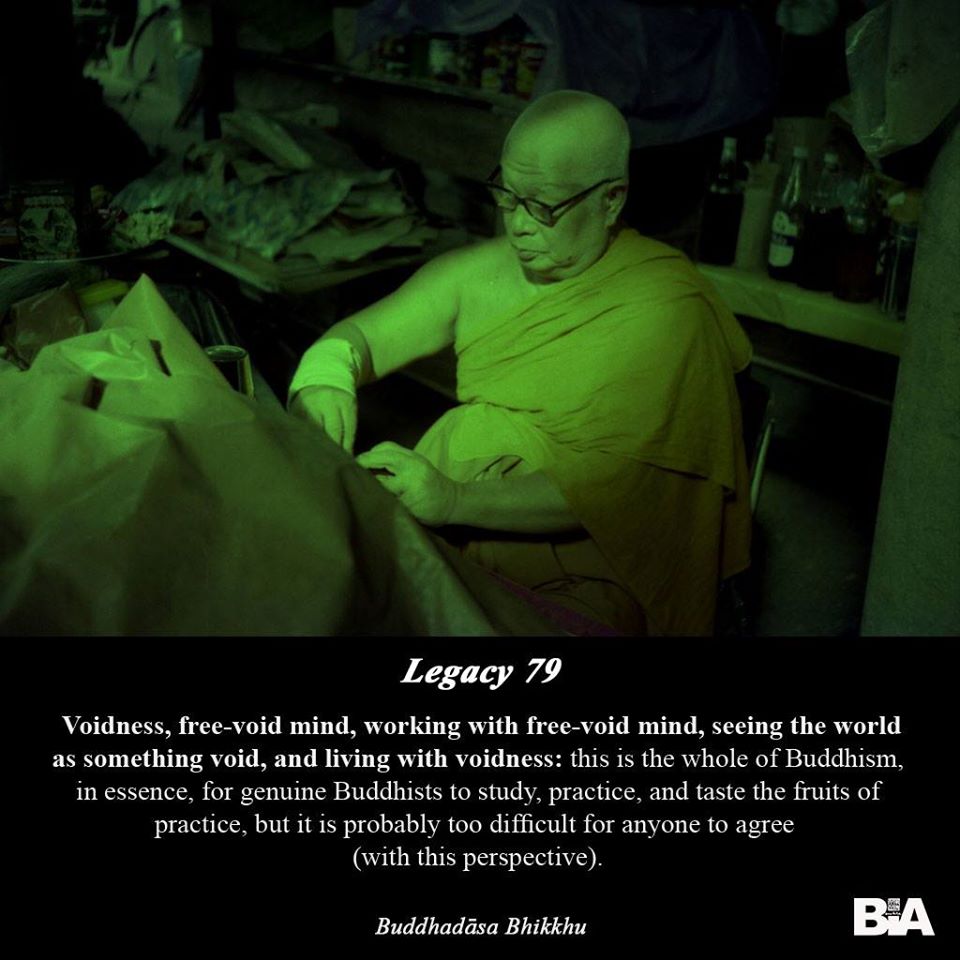 Legacy 79
Voidness, free-void mind, working with free-void mind, seeing the world
as something void, and living with voidness: this is the whole of Buddhism,
in essence, for genuine Buddhists to study, practice, and taste the fruits of
practice, but it is probably too difficult for anyone to agree
(with this perspective).
Buddhadāsa Bhikkhu
BIA